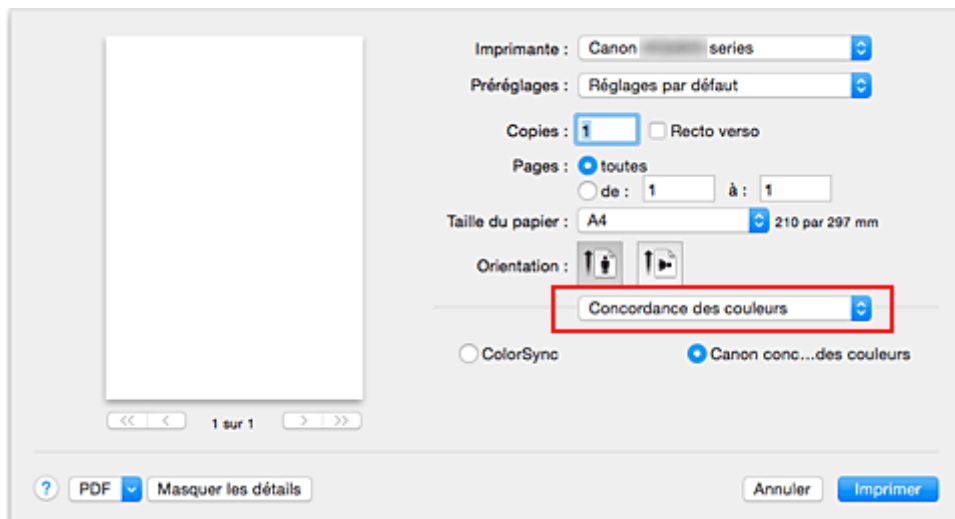 Imprimante : Canon series
Préréglages : Réglages par défaut
Copies : 1 Recto verso
Pages : toutes
de : 1 à : 1
Taille du papier : A4 210 par 297 mm
Orientation :
Concordance des couleurs
ColorSync Canon conc...des couleurs
<< < 1 sur 1 > >>
? PDF Masquer les détails Annuler Imprimer